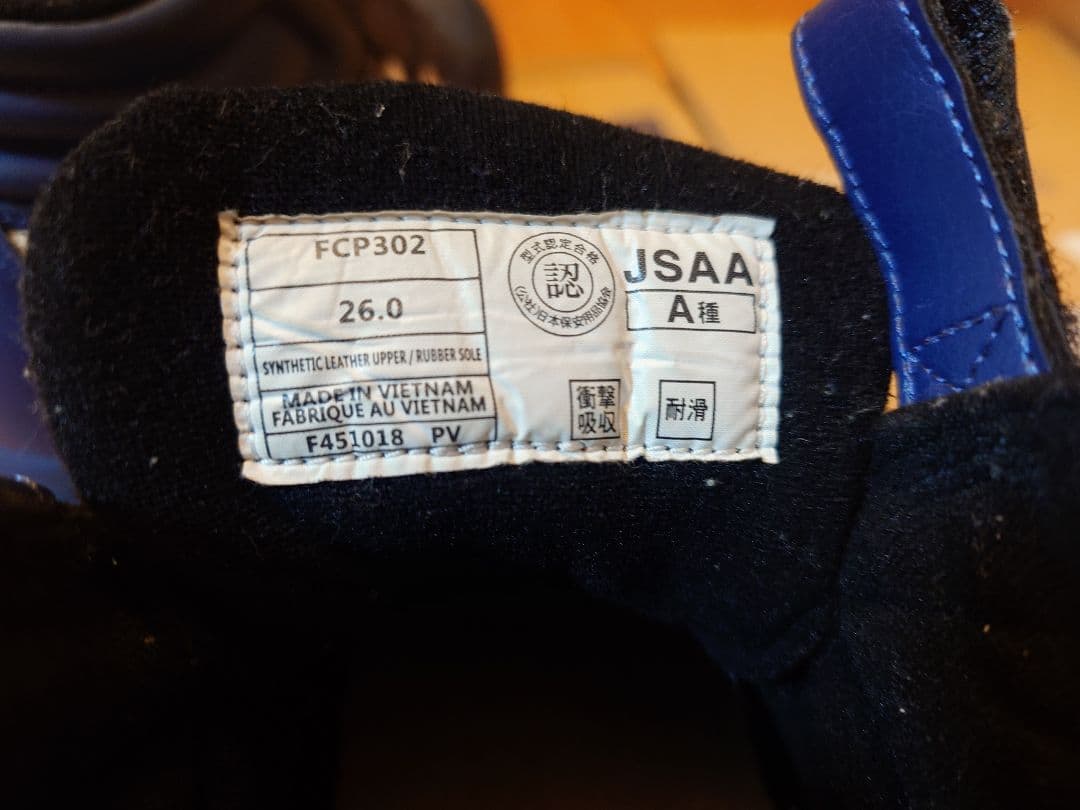 FCP302
26.0
SYNTHETIC LEATHER UPPER / RUBBER SOLE
MADE IN VIETNAM
FABRIQUE AU VIETNAM
F451018 PV
型式認定合格
認
(公社)日本保安用品協会
JSAA
A種
衝撃
吸収
耐滑